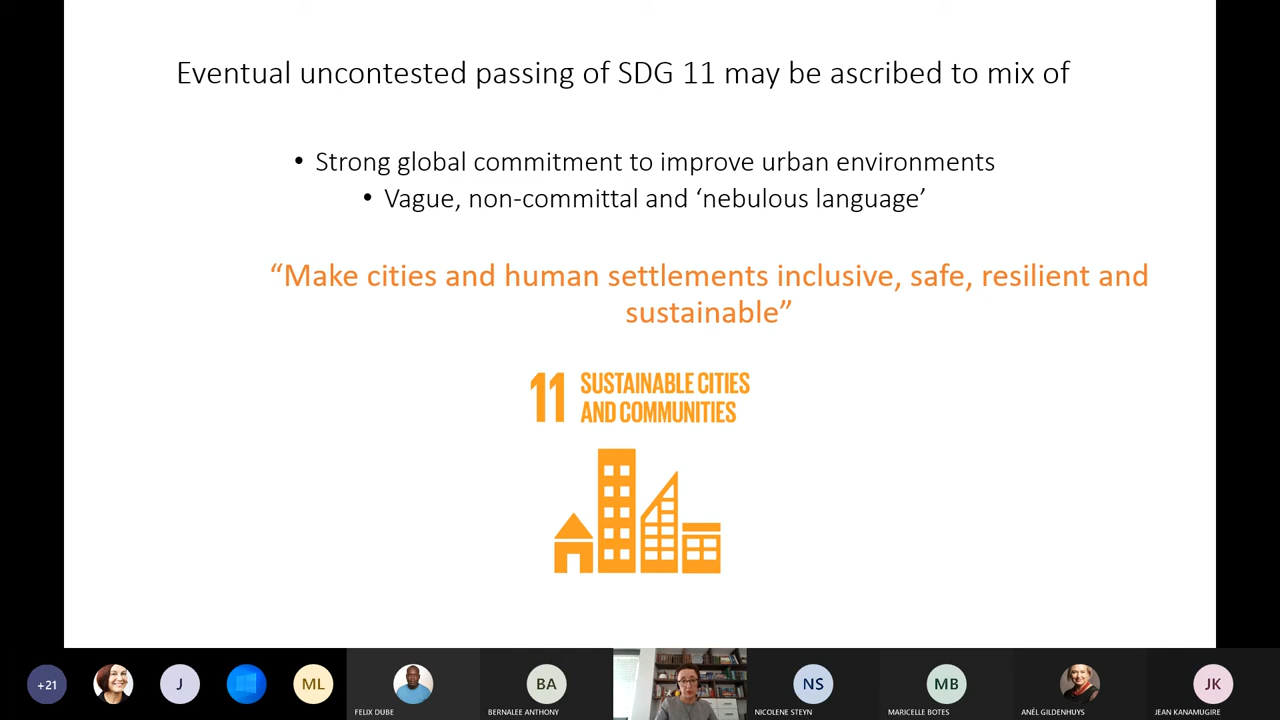 Eventual uncontested passing of SDG 11 may be ascribed to mix of
• Strong global commitment to improve urban environments
• Vague, non-committal and ‘nebulous language’
“Make cities and human settlements inclusive, safe, resilient and
sustainable”
11 SUSTAINABLE CITIES
AND COMMUNITIES
+21 J ML BA NS MB JK
FELIX DUBE BERNALEE ANTHONY NICOLENE STEYN MARICELLE BOTES ANÉL GILDENHUYS JEAN KANAMUGIRE